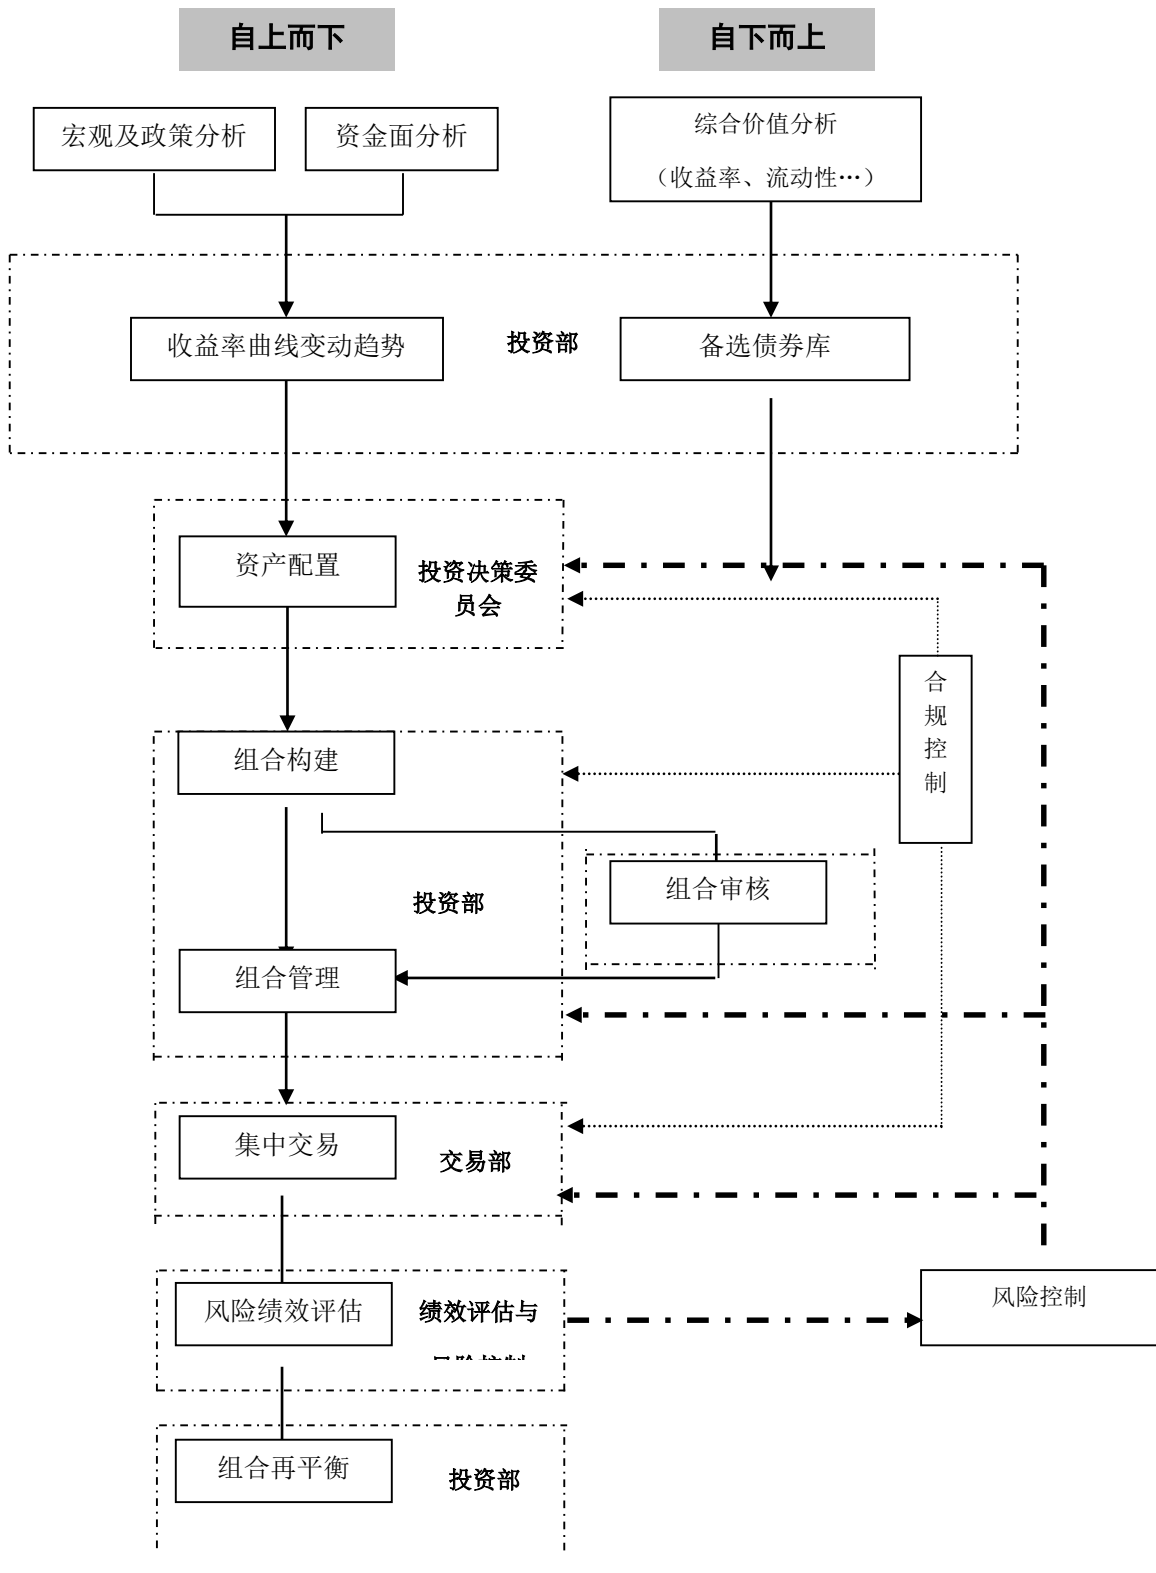 自上而下
自下而上
宏观及政策分析
资金面分析
综合价值分析
（收益率、流动性…）
收益率曲线变动趋势
投资部
备选债券库
资产配置
投资决策委
员会
合
规
控
制
组合构建
组合审核
投资部
组合管理
集中交易
交易部
风险绩效评估
绩效评估与
风险控制
组合再平衡
投资部